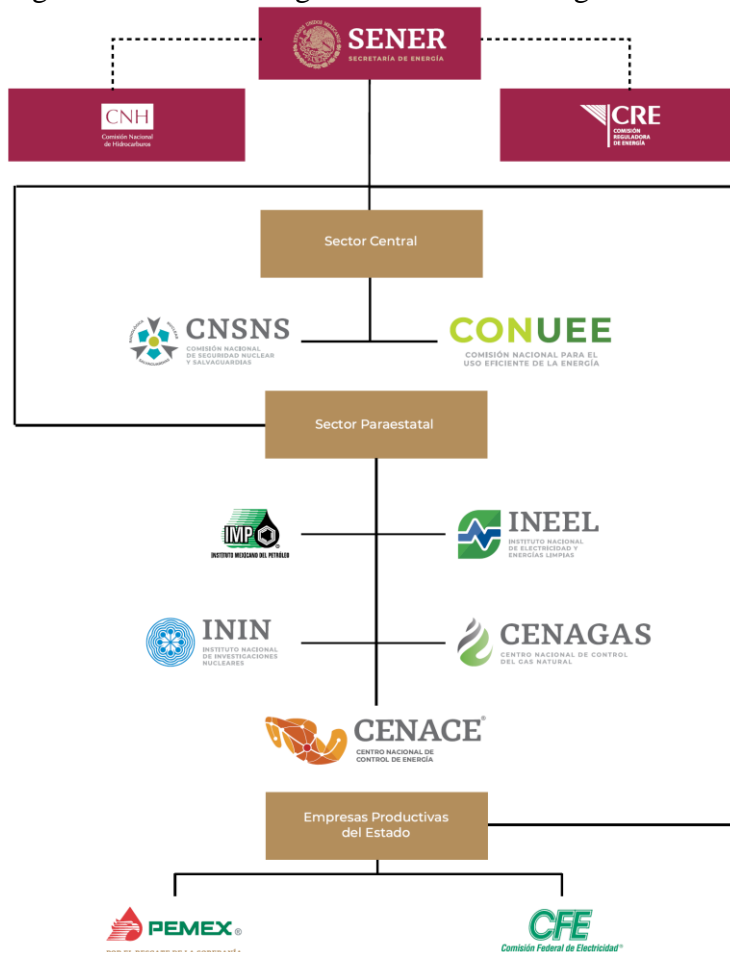 SENER
SECRETARÍA DE ENERGÍA
CNH
Comisión Nacional
de Hidrocarburos
CRE
COMISIÓN
REGULADORA
DE ENERGÍA
Sector Central
CNSNS
COMISIÓN NACIONAL
DE SEGURIDAD NUCLEAR
Y SALVAGUARDIAS
CONUEE
COMISIÓN NACIONAL PARA EL
USO EFICIENTE DE LA ENERGÍA
Sector Paraestatal
IMP
INSTITUTO MEXICANO DEL PETRÓLEO
INEEL
INSTITUTO NACIONAL
DE ELECTRICIDAD Y
ENERGÍAS LIMPIAS
ININ
INSTITUTO NACIONAL
DE INVESTIGACIONES
NUCLEARES
CENAGAS
CENTRO NACIONAL DE CONTROL
DEL GAS NATURAL
CENACE®
CENTRO NACIONAL DE
CONTROL DE ENERGÍA
Empresas Productivas
del Estado
PEMEX®
CFE
Comisión Federal de Electricidad®